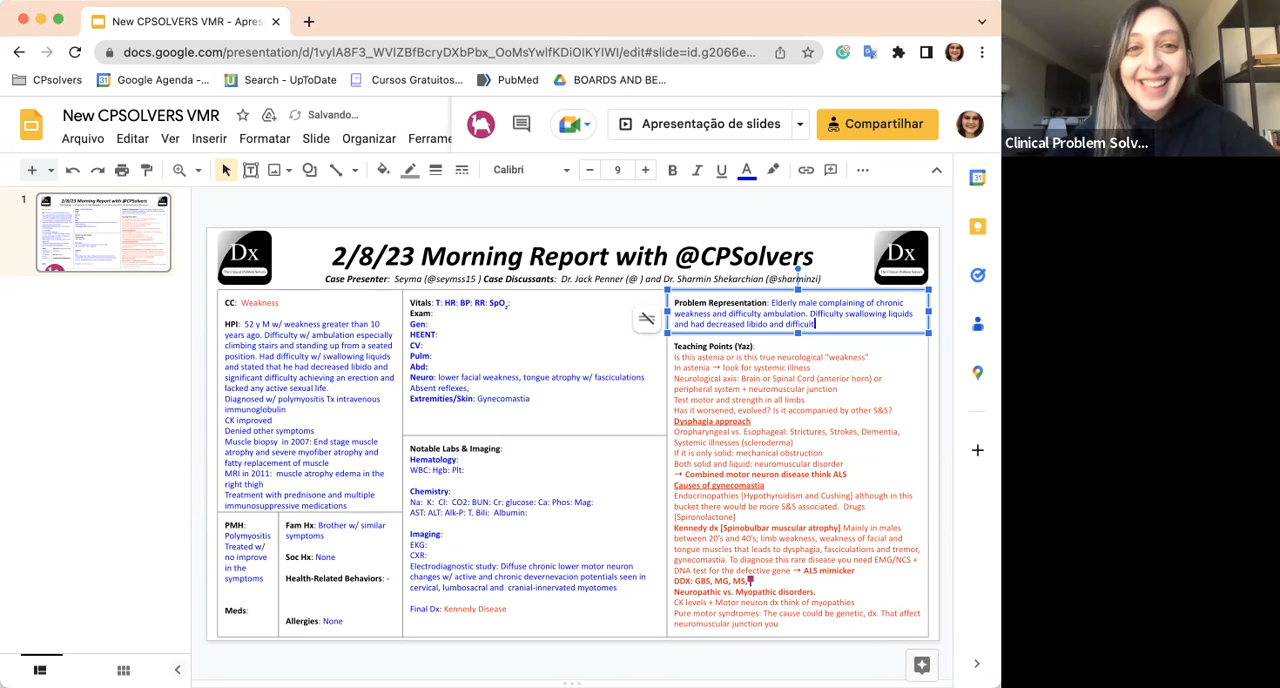 New CPSOLVERS VMR - Apres
docs.google.com/presentation/d/1vyIA8F3_WVIZBfBcryDXbPbx_OoMsYwlfKDiOIKYIWI/edit#slide=id.g2066e...
CPsolvers
Google Agenda -...
Search - UpToDate
Cursos Gratuitos...
PubMed
BOARDS AND BE...
New CPSOLVERS VMR
Salvando...
Arquivo Editar Ver Inserir Formatar Slide Organizar Ferrame
Apresentação de slides
Compartilhar
Calibri
9
1
Clinical Problem Solv...
Dx
The Clinical Problem Solvers
2/8/23 Morning Report with @CPSolvers
Case Presenter: Seyma (@seymss15 ) Case Discussants: Dr. Jack Penner (@ ) and Dr. Sharmin Shekarchian (@sharminzi)
Dx
The Clinical Problem Solvers
CC: Weakness
HPI: 52 y M w/ weakness greater than 10
years ago. Difficulty w/ ambulation especially
climbing stairs and standing up from a seated
position. Had difficulty w/ swallowing liquids
and stated that he had decreased libido and
significant difficulty achieving an erection and
lacked any active sexual life.
Diagnosed w/ polymyositis Tx intravenous
immunoglobulin
CK improved
Denied other symptoms
Muscle biopsy in 2007: End stage muscle
atrophy and severe myofiber atrophy and
fatty replacement of muscle
MRI in 2011: muscle atrophy edema in the
right thigh
Treatment with prednisone and multiple
immunosuppressive medications
PMH:
Polymyositis
Treated w/
no improve
in the
symptoms
Meds:
Fam Hx: Brother w/ similar
symptoms
Soc Hx: None
Health-Related Behaviors: -
Allergies: None
Vitals: T: HR: BP: RR: SpO2:
Exam:
Gen:
HEENT:
CV:
Pulm:
Abd:
Neuro: lower facial weakness, tongue atrophy w/ fasciculations
Absent reflexes,
Extremities/Skin: Gynecomastia
Notable Labs & Imaging:
Hematology:
WBC: Hgb: Plt:
Chemistry:
Na: K: Cl: CO2: BUN: Cr: glucose: Ca: Phos: Mag:
AST: ALT: Alk-P: T. Bili: Albumin:
Imaging:
EKG:
CXR:
Electrodiagnostic study: Diffuse chronic lower motor neuron
changes w/ active and chronic dervernevacion potentials seen in
cervical, lumbosacral and cranial-innervated myotomes
Final Dx: Kennedy Disease
Problem Representation: Elderly male complaining of chronic
weakness and difficulty ambulation. Difficulty swallowing liquids
and had decreased libido and difficult
Teaching Points (Yaz):
Is this astenia or is this true neurological "weakness"
In astenia → look for systemic illness
Neurological axis: Brain or Spinal Cord (anterior horn) or
peripheral system + neuromuscular junction
Test motor and strength in all limbs
Has it worsened, evolved? Is it accompanied by other S&S?
Dysphagia approach
Oropharyngeal vs. Esophageal: Strictures, Strokes, Dementia,
Systemic illnesses (scleroderma)
If it is only solid: mechanical obstruction
Both solid and liquid: neuromuscular disorder
→ Combined motor neuron disease think ALS
Causes of gynecomastia
Endocrinopathies [Hypothyroidism and Cushing] although in this
bucket there would be more S&S associated. Drugs
[Spironolactone]
Kennedy dx [Spinobulbar muscular atrophy] Mainly in males
between 20's and 40's; limb weakness, weakness of facial and
tongue muscles that leads to dysphagia, fasciculations and tremor,
gynecomastia. To diagnose this rare disease you need EMG/NCS +
DNA test for the defective gene → ALS mimicker
DDX: GBS, MG, MS,
Neuropathic vs. Myopathic disorders.
CK levels + Motor neuron dx think of myopathies
Pure motor syndromes: The cause could be genetic, dx. That affect
neuromuscular junction you